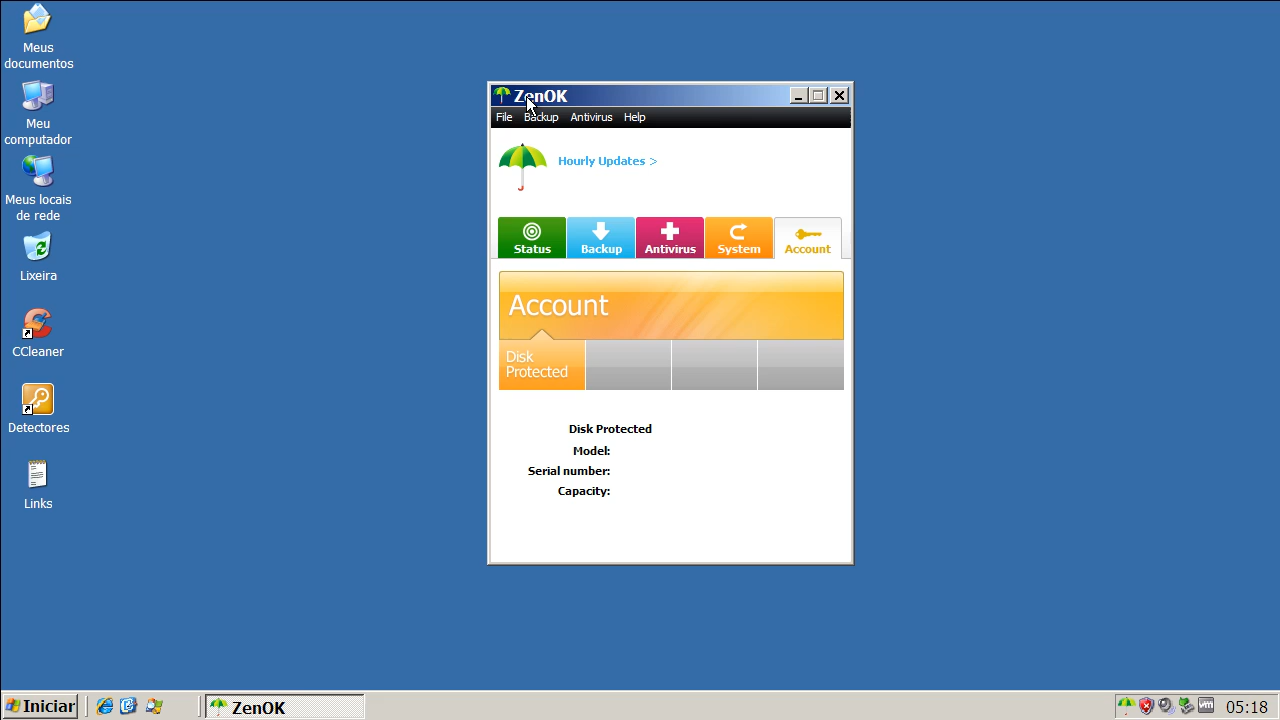 Meus
documentos
Meu
computador
Meus locais
de rede
Lixeira
CCleaner
Detectores
Links
ZenOK
File Backup Antivirus Help
Hourly Updates >
Status Backup Antivirus System Account
Account
Disk
Protected
Disk Protected
Model:
Serial number:
Capacity:
Iniciar
ZenOK
vm
05:18